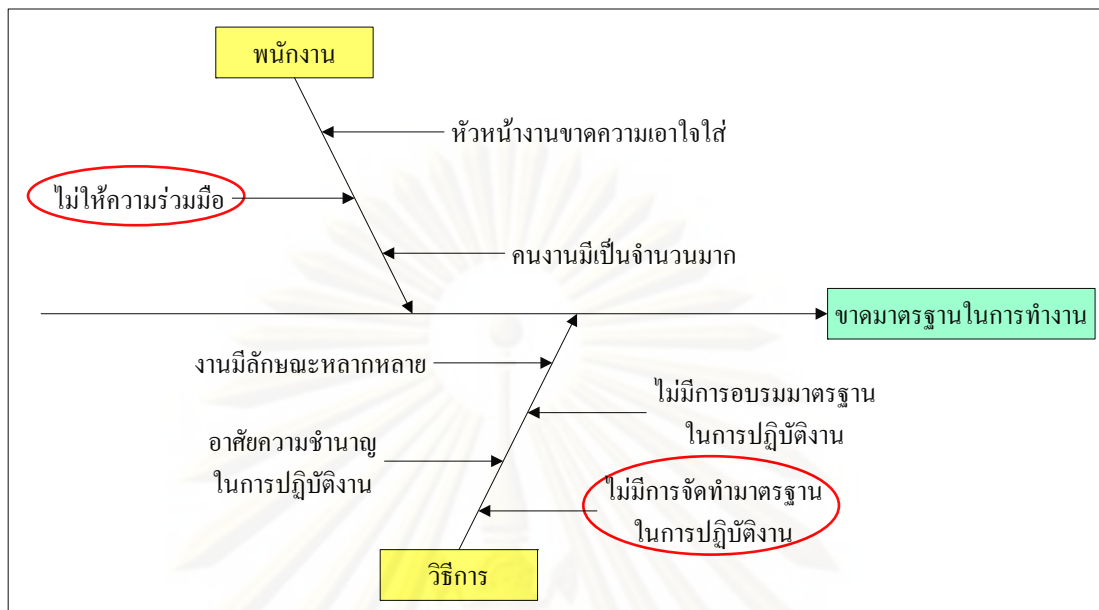 พนักงาน
หัวหน้างานขาดความเอาใจใส่
ไม่ให้ความร่วมมือ
คนงานมีเป็นจำนวนมาก
ขาดมาตรฐานในการทำงาน
งานมีลักษณะหลากหลาย
ไม่มีการอบรมมาตรฐาน
ในการปฏิบัติงาน
อาศัยความชำนาญ
ในการปฏิบัติงาน
ไม่มีการจัดทำมาตรฐาน
ในการปฏิบัติงาน
วิธีการ